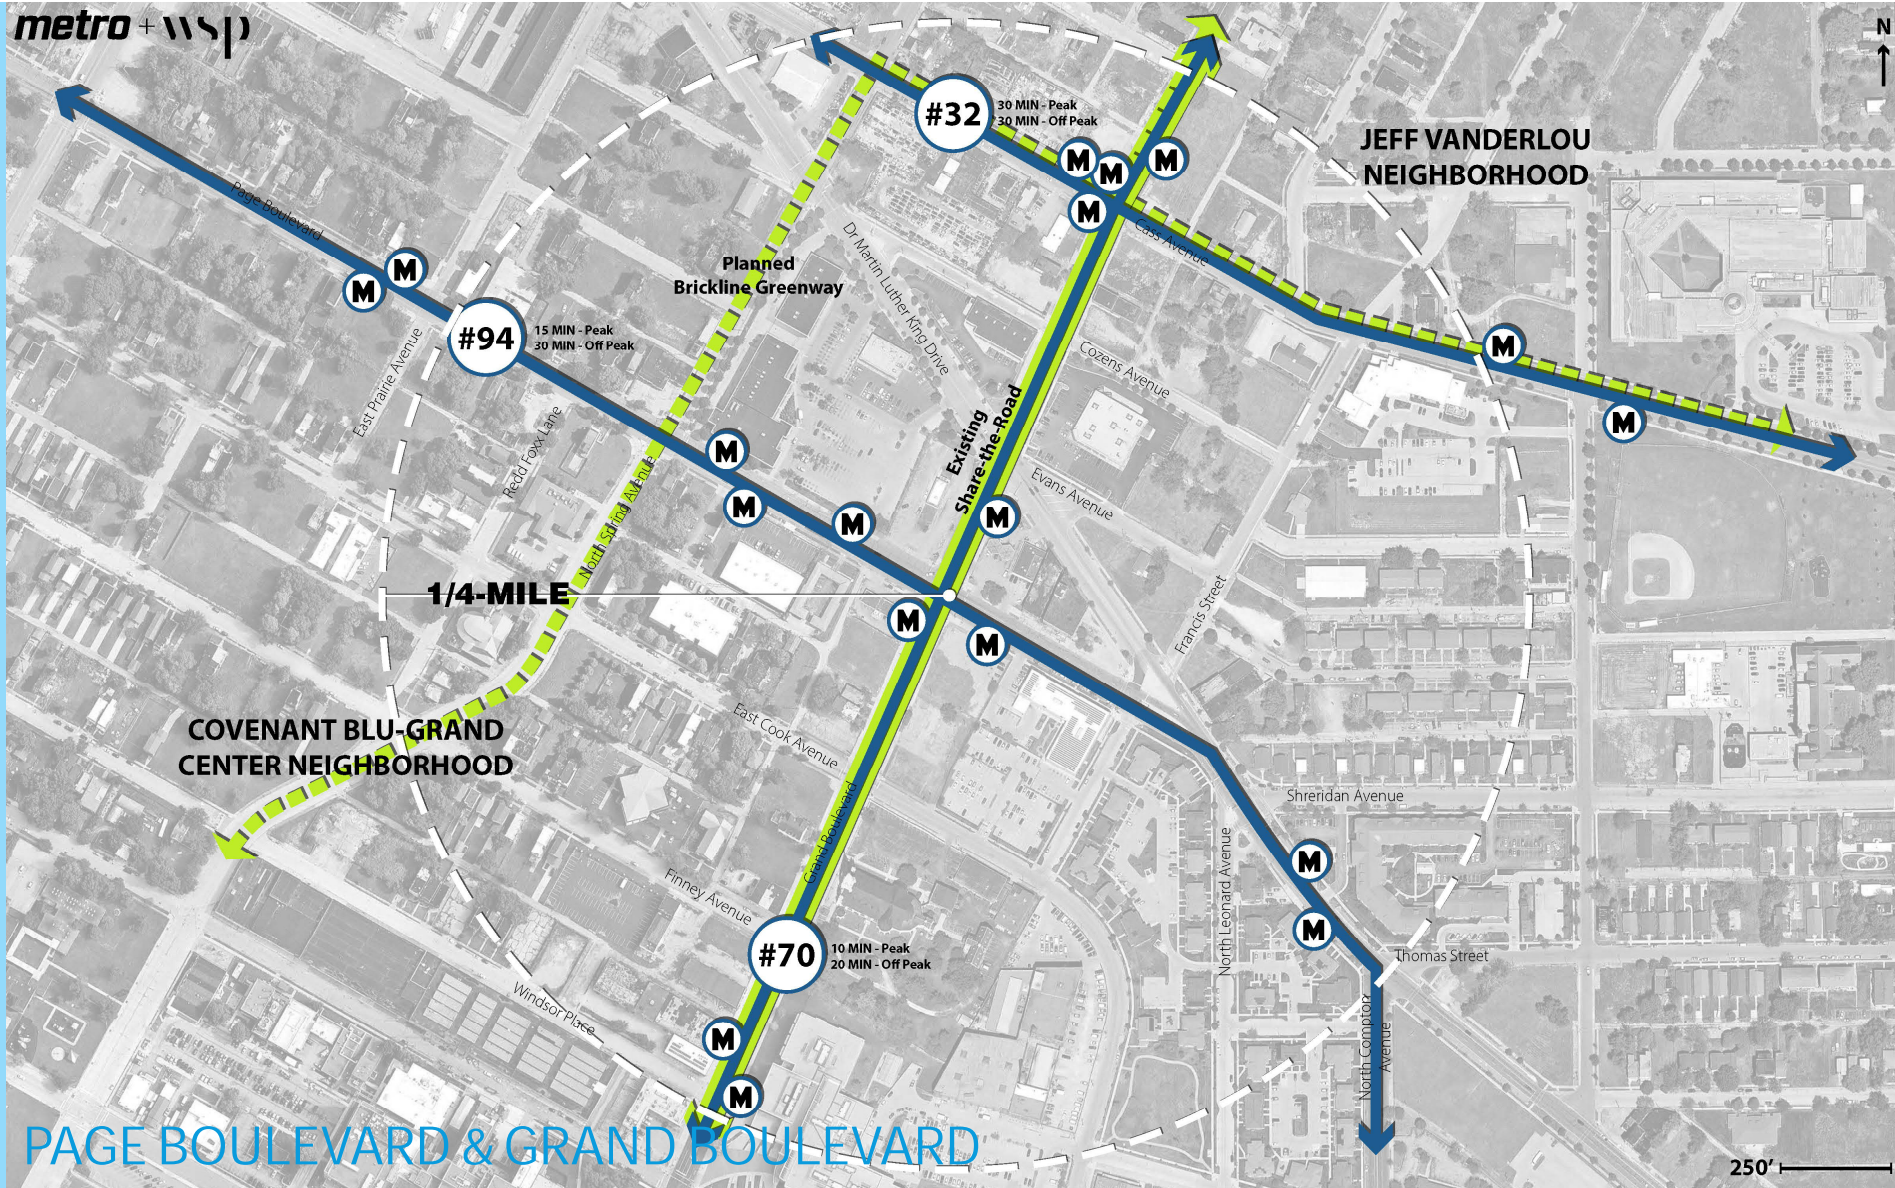 metro + wsp
N
#32
30 MIN - Peak
30 MIN - Off Peak
JEFF VANDERLOU
NEIGHBORHOOD
M
M
M
M
Page Boulevard
Cass Avenue
Dr Martin Luther King Drive
Planned
Brickline Greenway
M
M
#94
15 MIN - Peak
30 MIN - Off Peak
East Prairie Avenue
Redd Foxx Lane
Cozens Avenue
M
M
Existing
Share-the-Road
M
M
M
M
Evans Avenue
North Spring Avenue
1/4-MILE
Francis Street
M
M
COVENANT BLU-GRAND
CENTER NEIGHBORHOOD
East Cook Avenue
Shreridan Avenue
Grand Boulevard
Finney Avenue
North Leonard Avenue
M
M
#70
10 MIN - Peak
20 MIN - Off Peak
Thomas Street
Windsor Place
North Compton
Avenue
M
M
PAGE BOULEVARD & GRAND BOULEVARD
250'